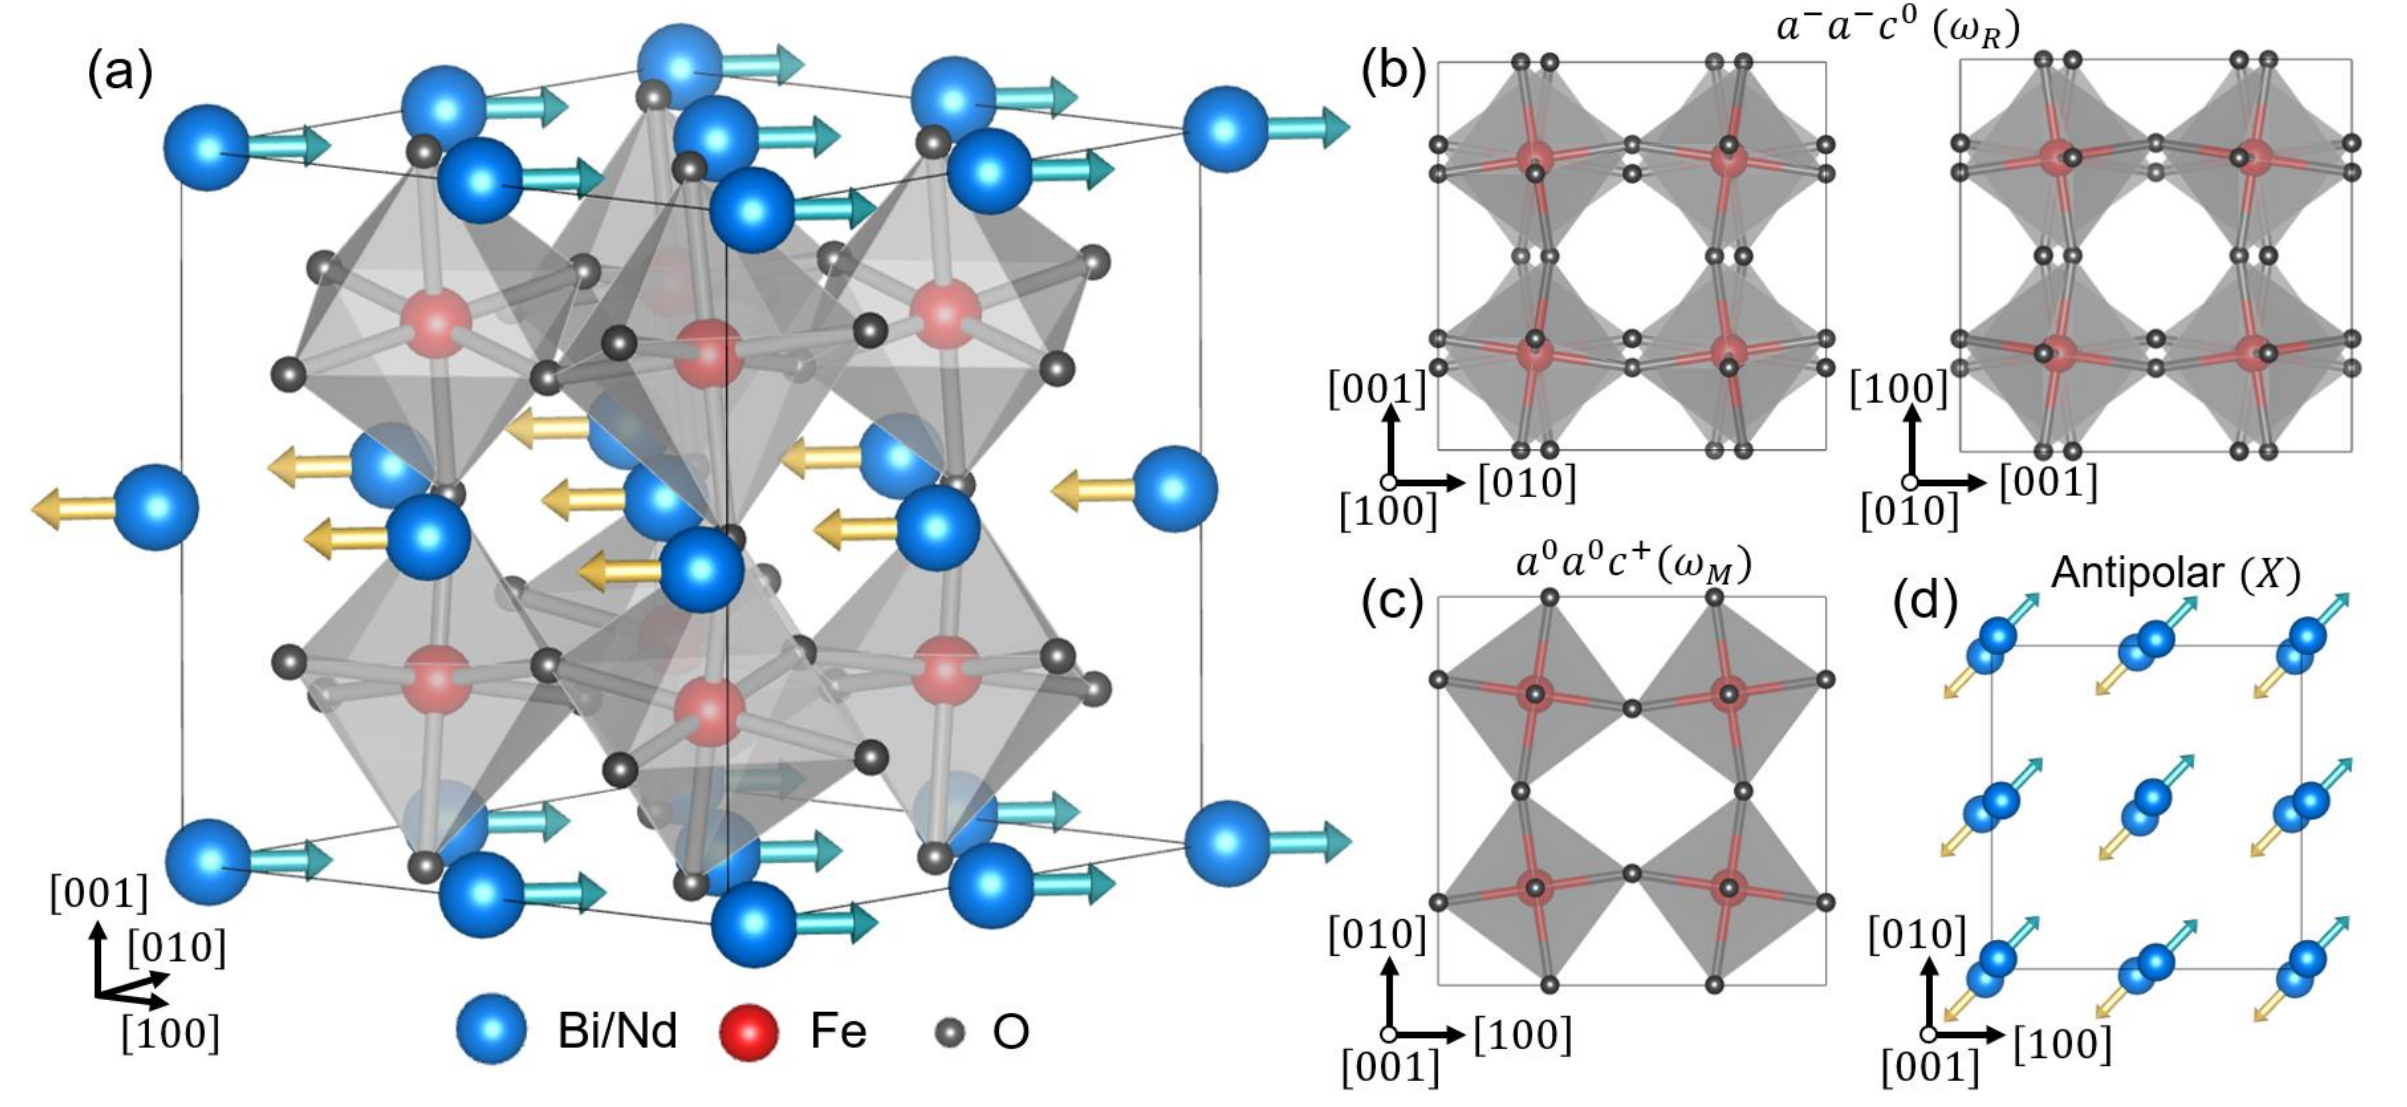 (a)
[001]
[010]
[100]
Bi/Nd
Fe
O
a⁻a⁻c⁰ (ω_R)
(b)
[001]
[010]
[100]
[100]
[001]
[010]
a⁰a⁰c⁺(ω_M)
(c)
[010]
[100]
[001]
Antipolar (X)
(d)
[010]
[100]
[001]